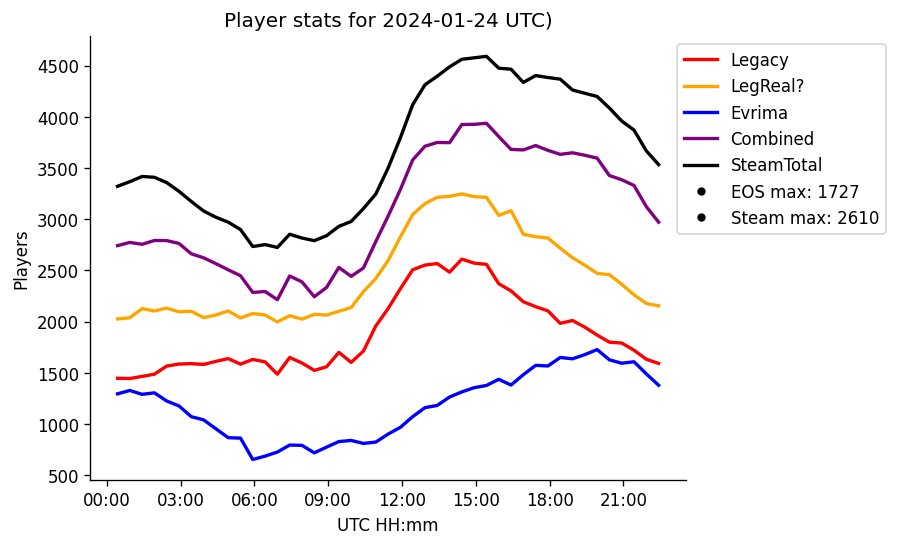 Player stats for 2024-01-24 UTC)
Legacy
LegReal?
Evrima
Combined
SteamTotal
EOS max: 1727
Steam max: 2610
Players
4500
4000
3500
3000
2500
2000
1500
1000
500
00:00 03:00 06:00 09:00 12:00 15:00 18:00 21:00
UTC HH:mm